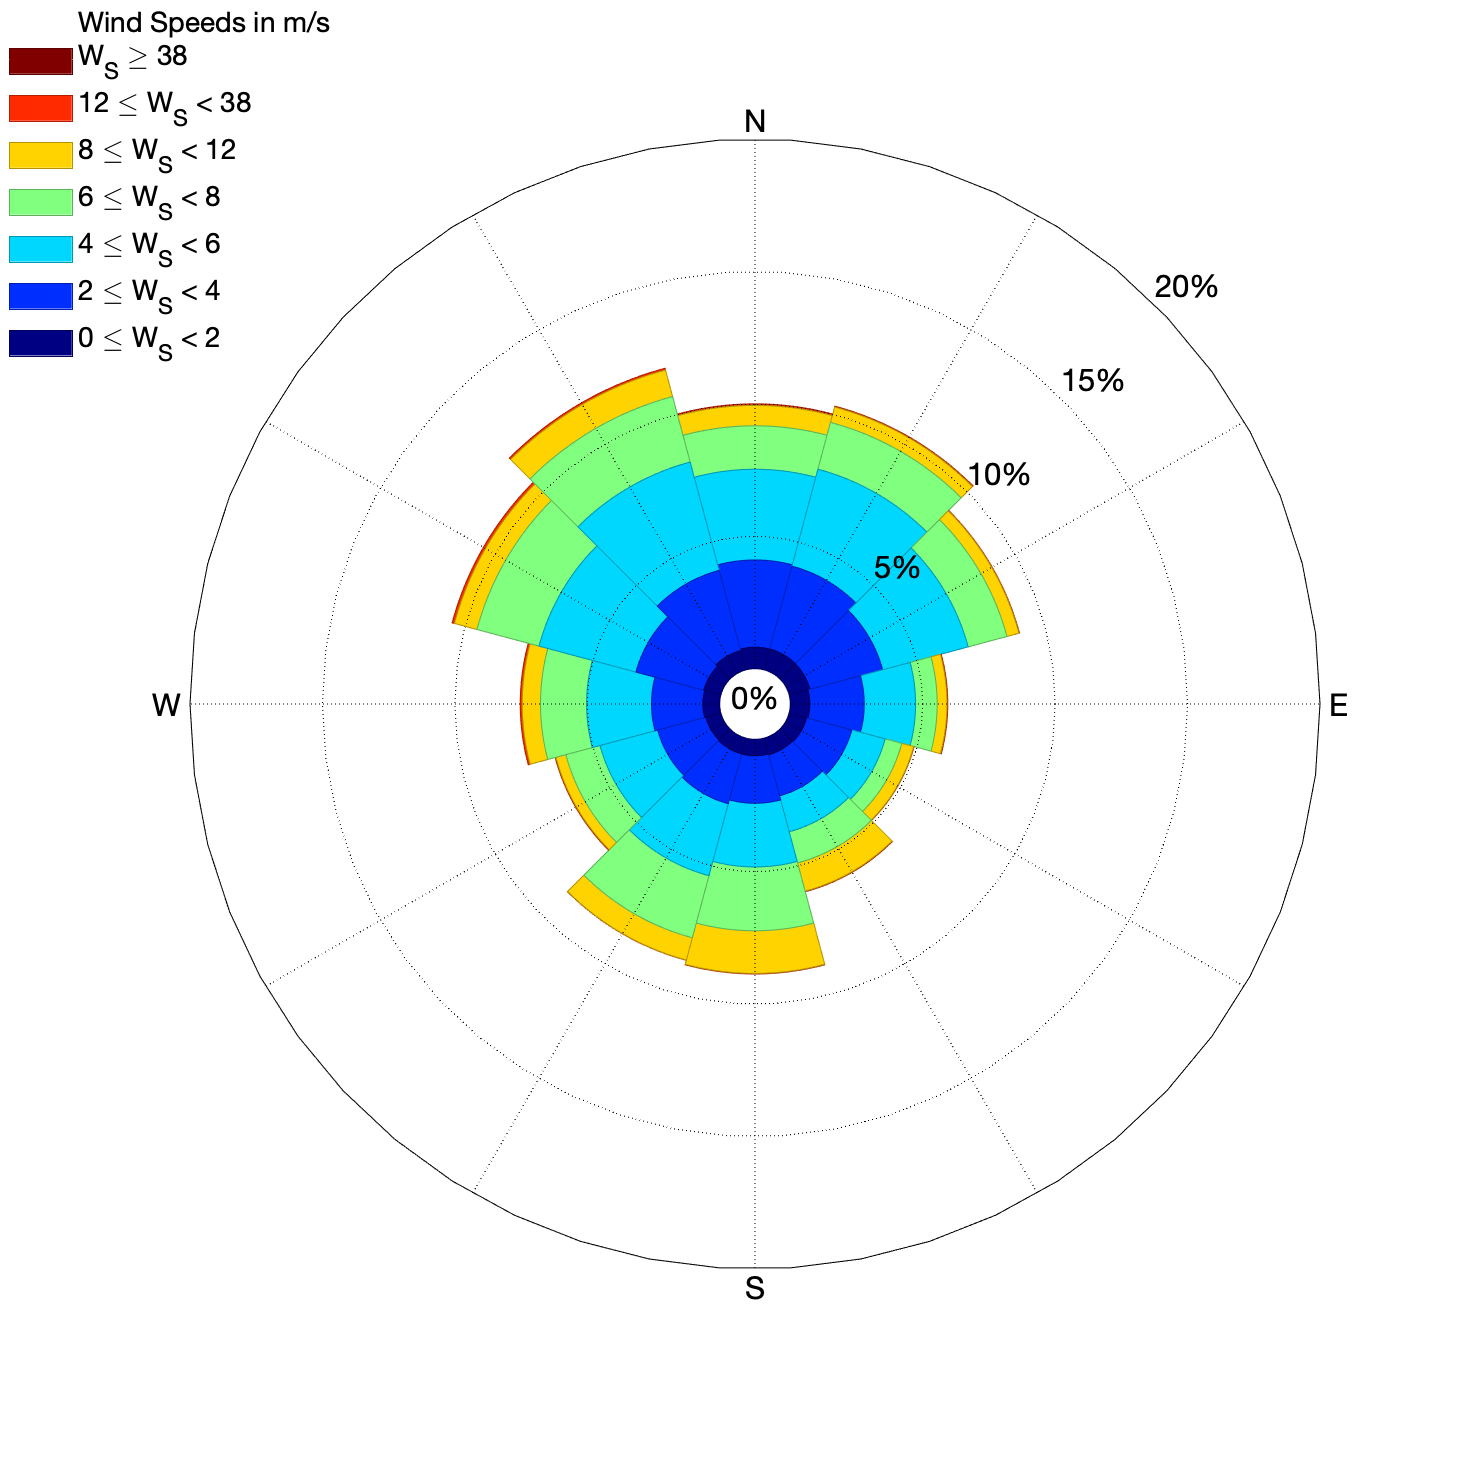 Wind Speeds in m/s
W_S ≥ 38
12 ≤ W_S < 38
8 ≤ W_S < 12
6 ≤ W_S < 8
4 ≤ W_S < 6
2 ≤ W_S < 4
0 ≤ W_S < 2
N
20%
15%
10%
5%
0%
W
E
S